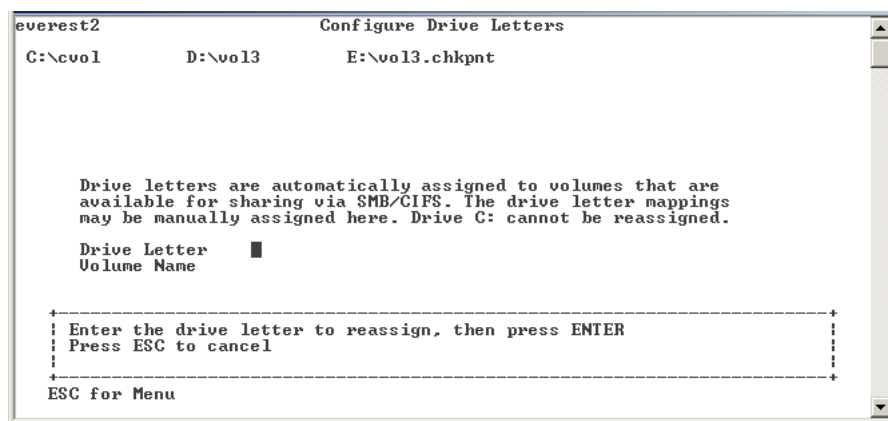 everest2 Configure Drive Letters
C:\cvol D:\vol3 E:\vol3.chkpnt
Drive letters are automatically assigned to volumes that are
available for sharing via SMB/CIFS. The drive letter mappings
may be manually assigned here. Drive C: cannot be reassigned.
Drive Letter
Volume Name
Enter the drive letter to reassign, then press ENTER
Press ESC to cancel
ESC for Menu